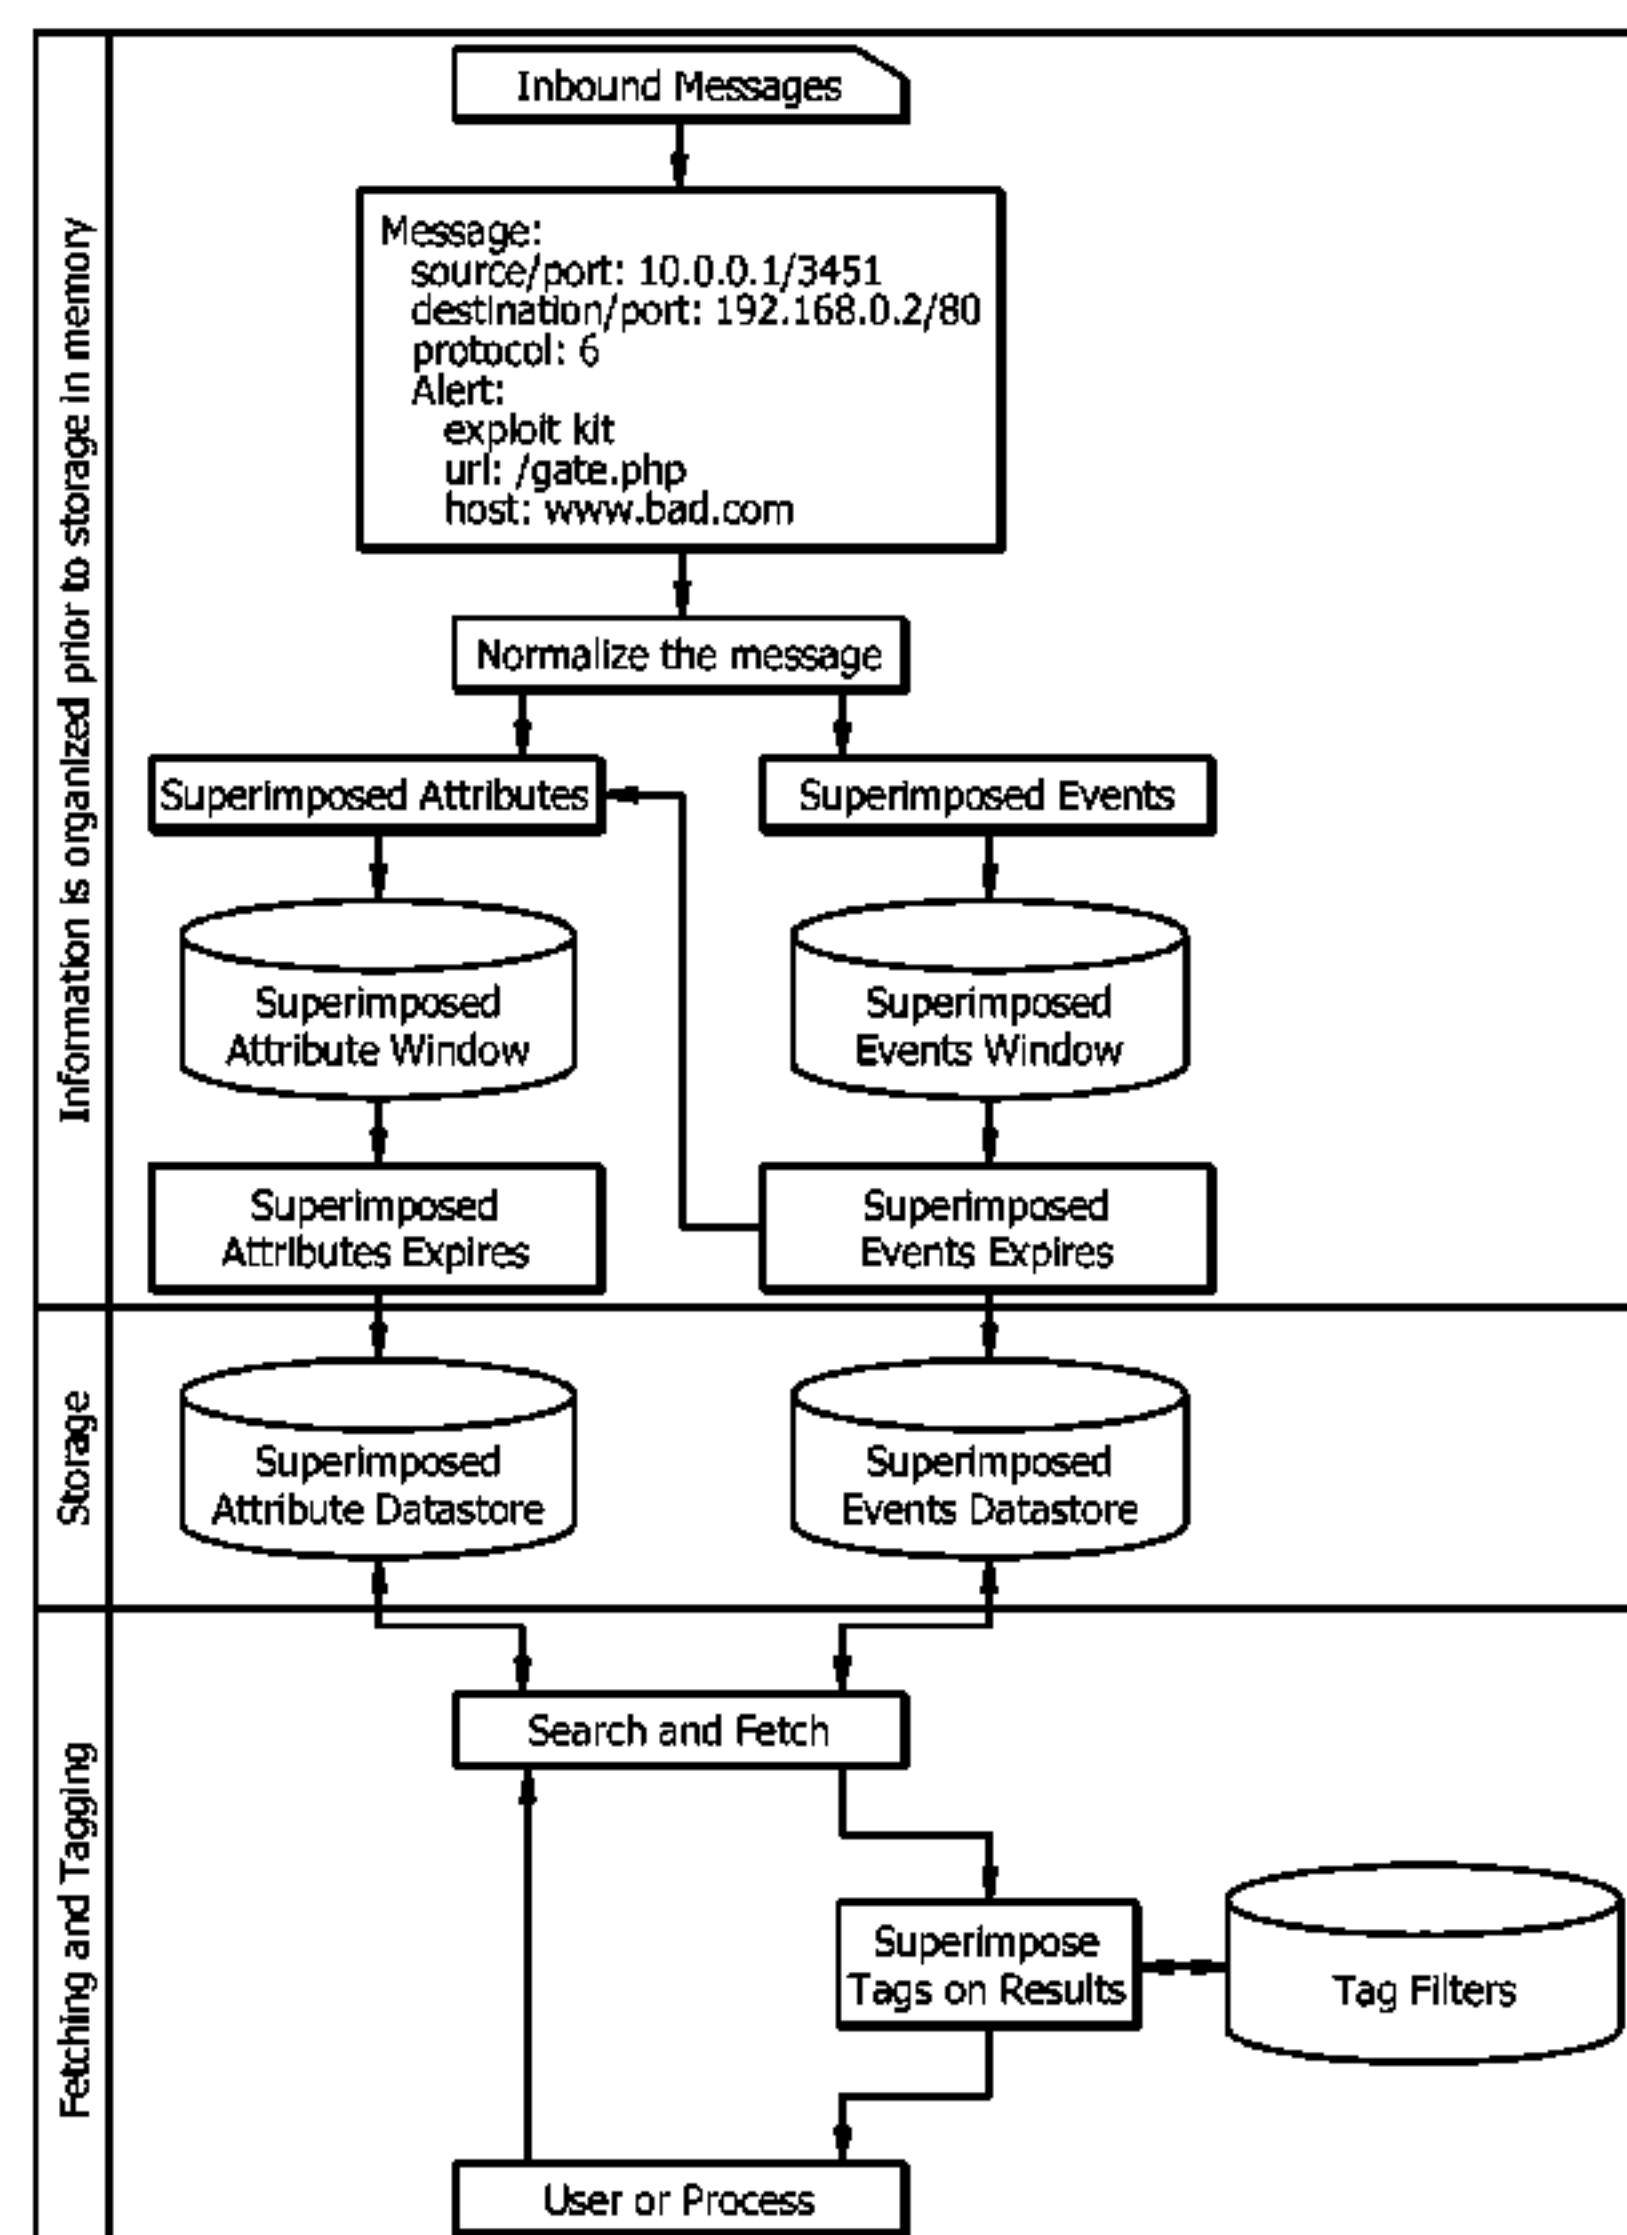 Information is organized prior to storage in memory
Inbound Messages
Message:
source/port: 10.0.0.1/3451
destination/port: 192.168.0.2/80
protocol: 6
Alert:
exploit kit
url: /gate.php
host: www.bad.com
Normalize the message
Superimposed Attributes
Superimposed Events
Superimposed
Attribute Window
Superimposed
Events Window
Superimposed
Attributes Expires
Superimposed
Events Expires
Storage
Superimposed
Attribute Datastore
Superimposed
Events Datastore
Fetching and Tagging
Search and Fetch
Superimpose
Tags on Results
Tag Filters
User or Process